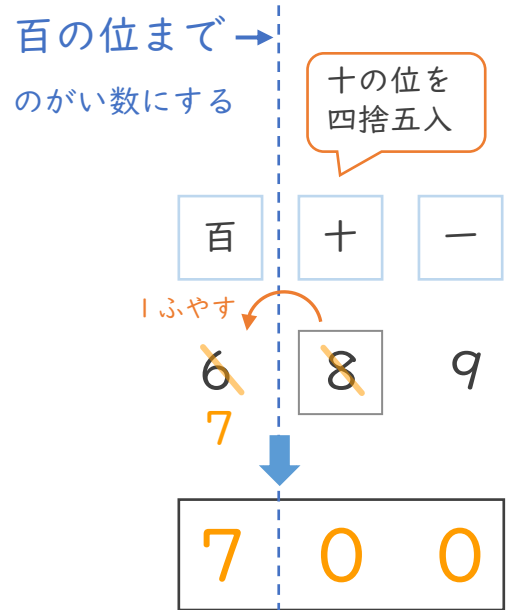 百の位まで
のがい数にする
十の位を
四捨五入
百 十 一
1ふやす
6 8 9
7
7 0 0